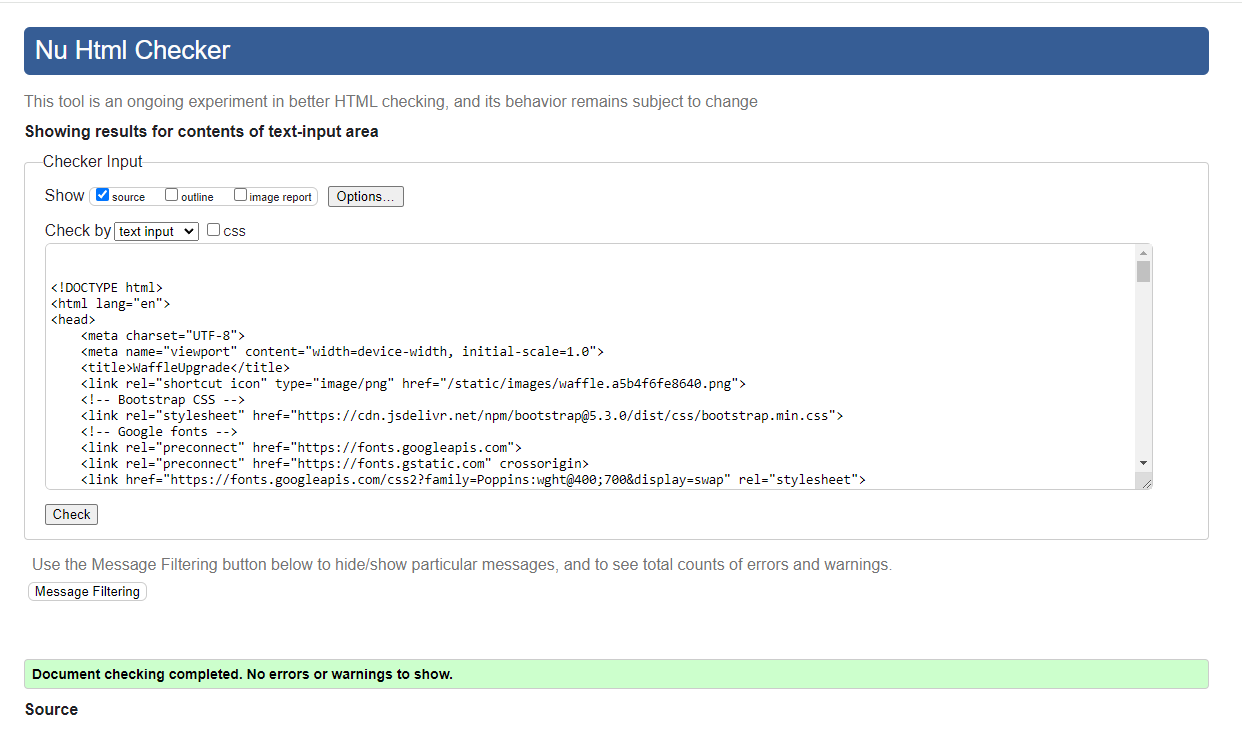 Nu Html Checker
This tool is an ongoing experiment in better HTML checking, and its behavior remains subject to change
Showing results for contents of text-input area
Checker Input
Show source outline image report Options...
Check by text input css
<!DOCTYPE html>
<html lang="en">
<head>
    <meta charset="UTF-8">
    <meta name="viewport" content="width=device-width, initial-scale=1.0">
    <title>WaffleUpgrade</title>
    <link rel="shortcut icon" type="image/png" href="/static/images/waffle.a5b4f6fe8640.png">
    <!-- Bootstrap CSS -->
    <link rel="stylesheet" href="https://cdn.jsdelivr.net/npm/bootstrap@5.3.0/dist/css/bootstrap.min.css">
    <!-- Google fonts -->
    <link rel="preconnect" href="https://fonts.googleapis.com">
    <link rel="preconnect" href="https://fonts.gstatic.com" crossorigin>
    <link href="https://fonts.googleapis.com/css2?family=Poppins:wght@400;700&display=swap" rel="stylesheet">
Check
Use the Message Filtering button below to hide/show particular messages, and to see total counts of errors and warnings.
Message Filtering
Document checking completed. No errors or warnings to show.
Source